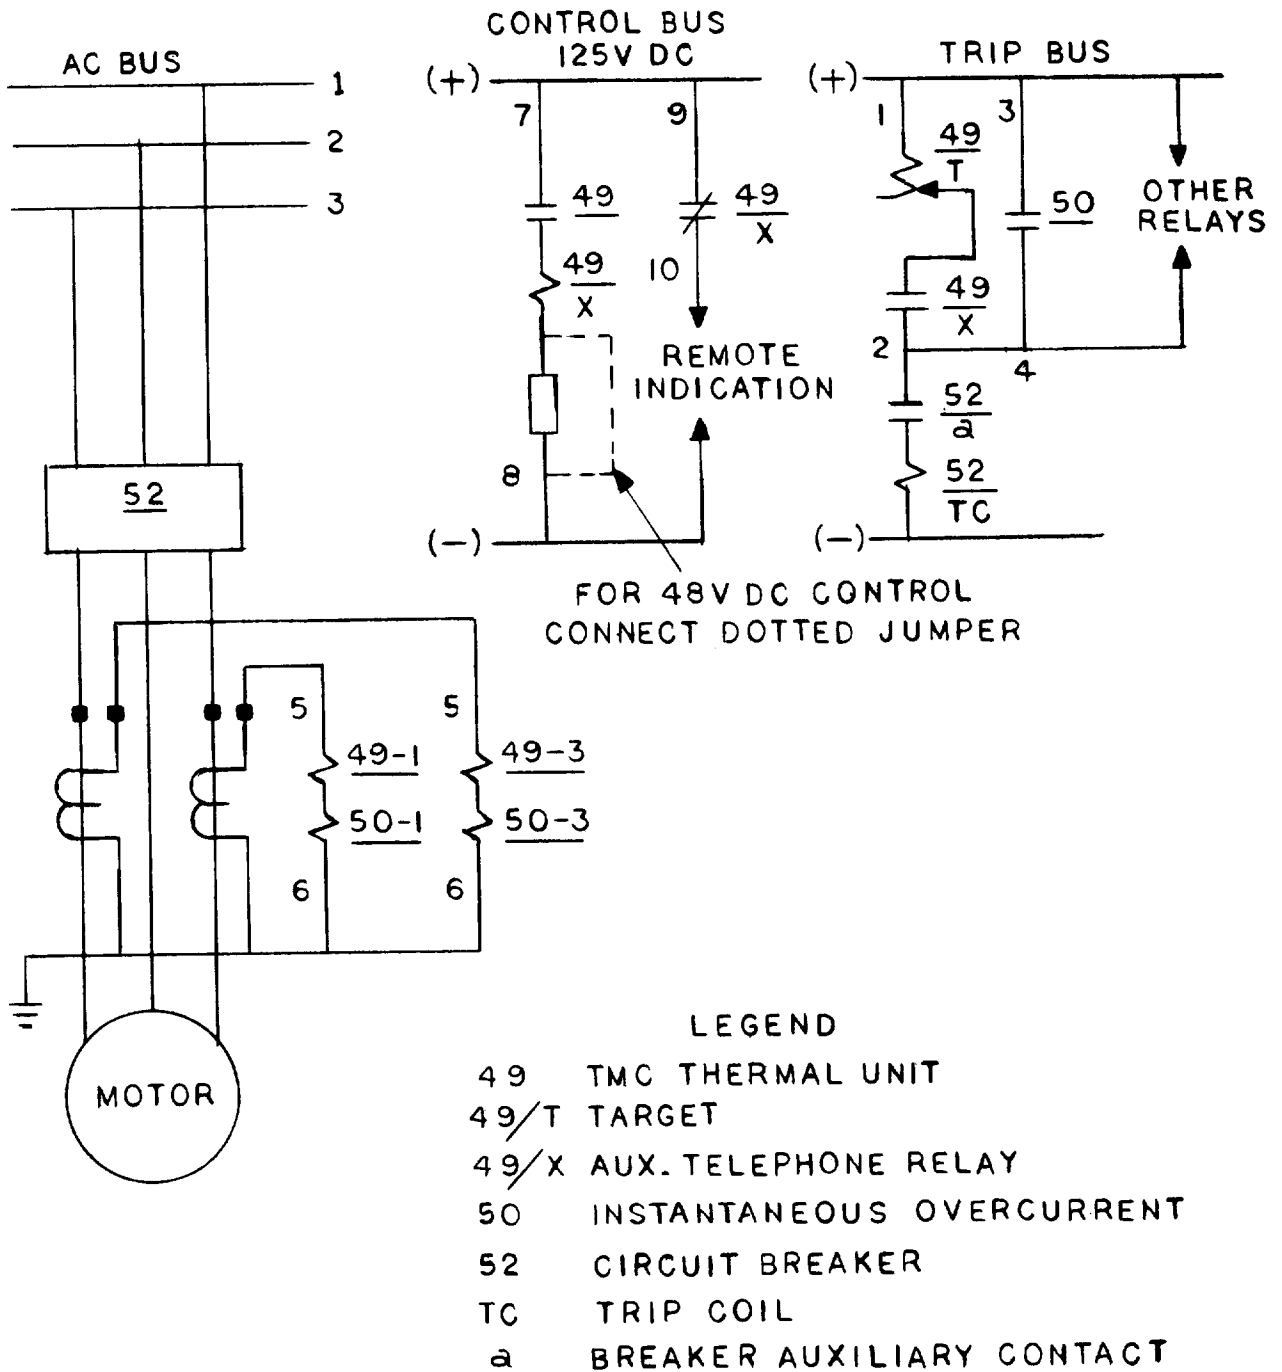 CONTROL BUS
125V DC
AC BUS
TRIP BUS
1
2
3
(+)
7
9
49
49
X
49
X
10
8
REMOTE
INDICATION
(-)
FOR 48V DC CONTROL
CONNECT DOTTED JUMPER
(+)
1
3
49
T
50
OTHER
RELAYS
49
X
2
4
52
a
52
TC
(-)
52
5
5
49-1
49-3
50-1
50-3
6
6
MOTOR
LEGEND
49 TMC THERMAL UNIT
49/T TARGET
49/X AUX. TELEPHONE RELAY
50 INSTANTANEOUS OVERCURRENT
52 CIRCUIT BREAKER
TC TRIP COIL
a BREAKER AUXILIARY CONTACT